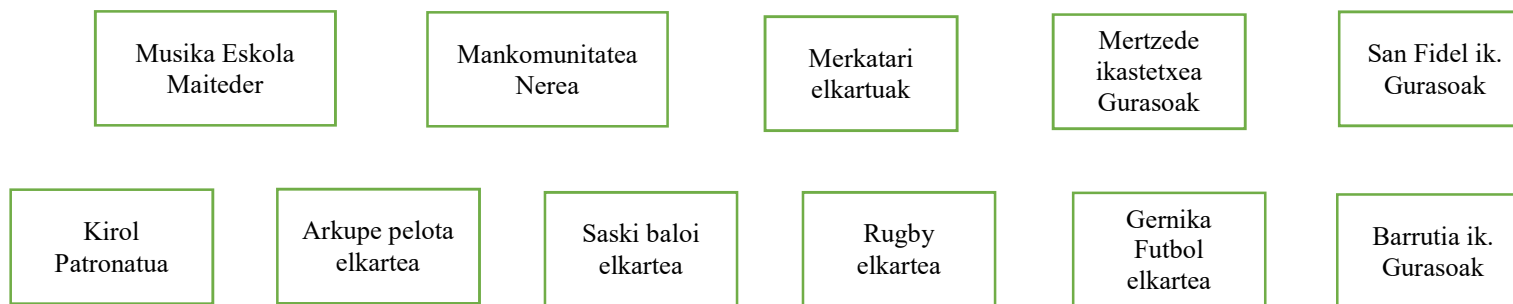 Musika Eskola
Maiteder
Mankomunitatea
Nerea
Merkatari
elkartuak
Mertzede
ikastetxea
Gurasoak
San Fidel ik.
Gurasoak
Kirol
Patronatua
Arkupe pelota
elkartea
Saski baloi
elkartea
Rugby
elkartea
Gernika
Futbol
elkartea
Barrutia ik.
Gurasoak